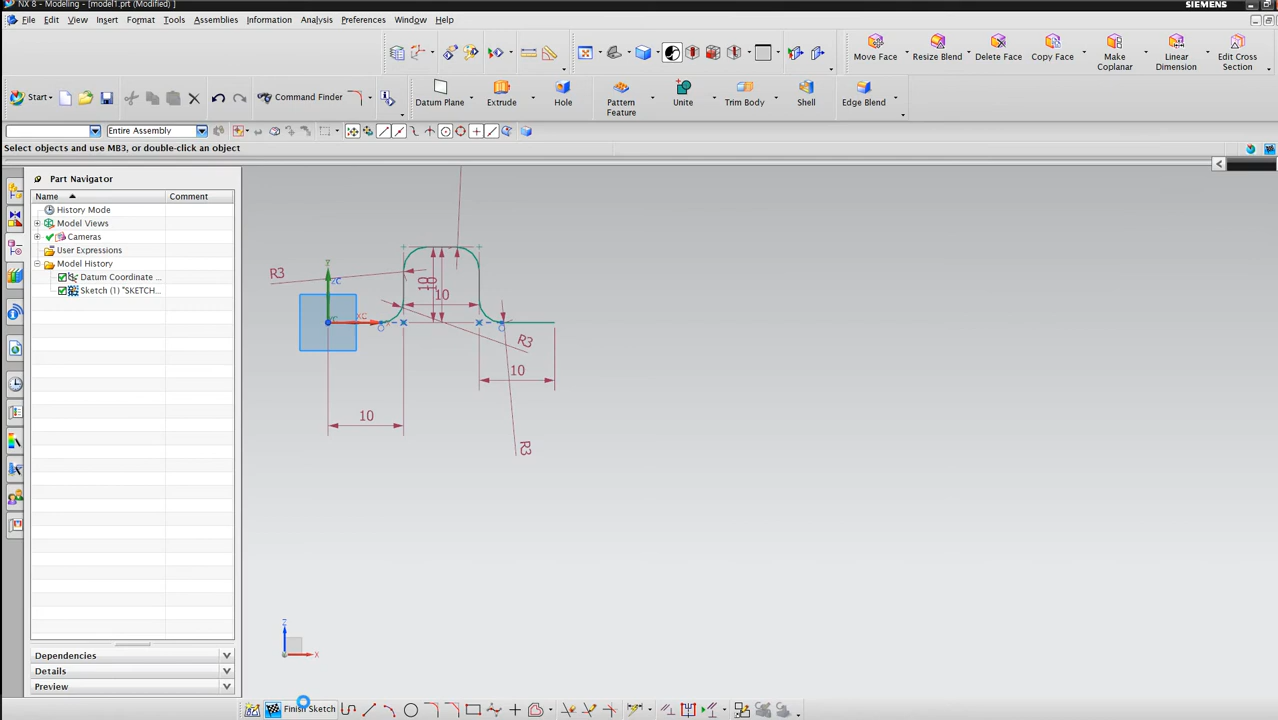 NX 8 - Modeling - [model1.prt (Modified)]
SIEMENS
File Edit View Insert Format Tools Assemblies Information Analysis Preferences Window Help
Move Face Resize Blend Delete Face Copy Face Make Coplanar Linear Dimension Edit Cross Section
Start Command Finder
Datum Plane Extrude Hole Pattern Feature Unite Trim Body Shell Edge Blend
Entire Assembly
Select objects and use MB3, or double-click an object
Part Navigator
Name Comment
History Mode
Model Views
Cameras
User Expressions
Model History
Datum Coordinate ...
Sketch (1) "SKETCH...
Dependencies
Details
Preview
R3
Z
ZC
10
10
XC
X
YC
R3
10
10
R3
Z
X
Finish Sketch